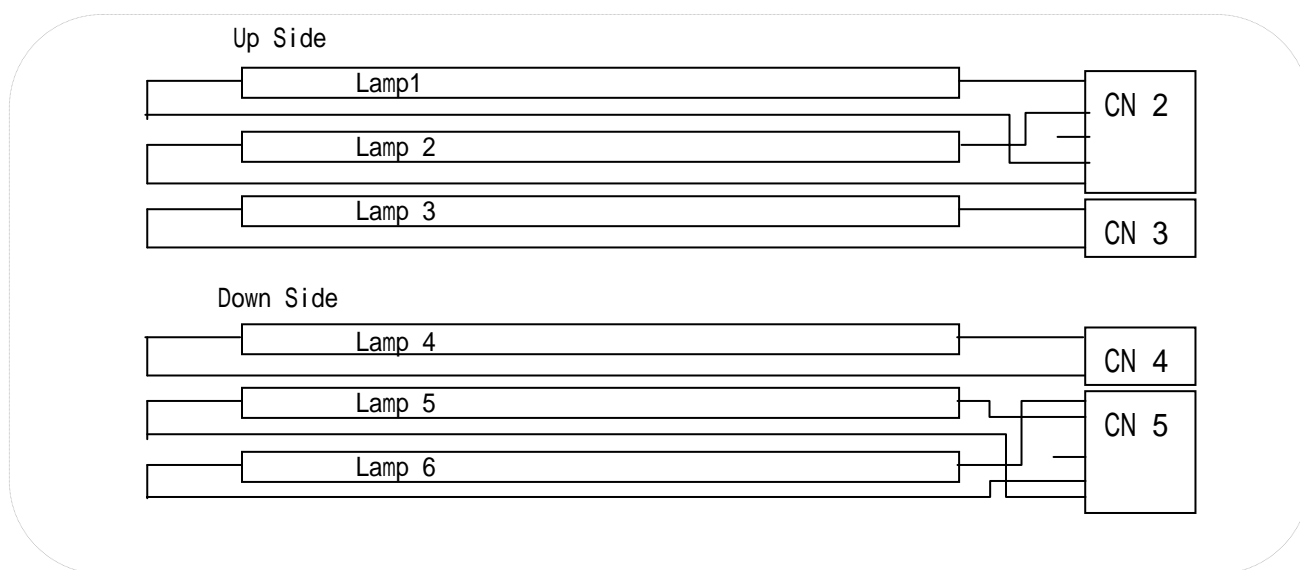 Up Side
Lamp1
CN 2
Lamp 2
Lamp 3
CN 3
Down Side
Lamp 4
CN 4
Lamp 5
CN 5
Lamp 6